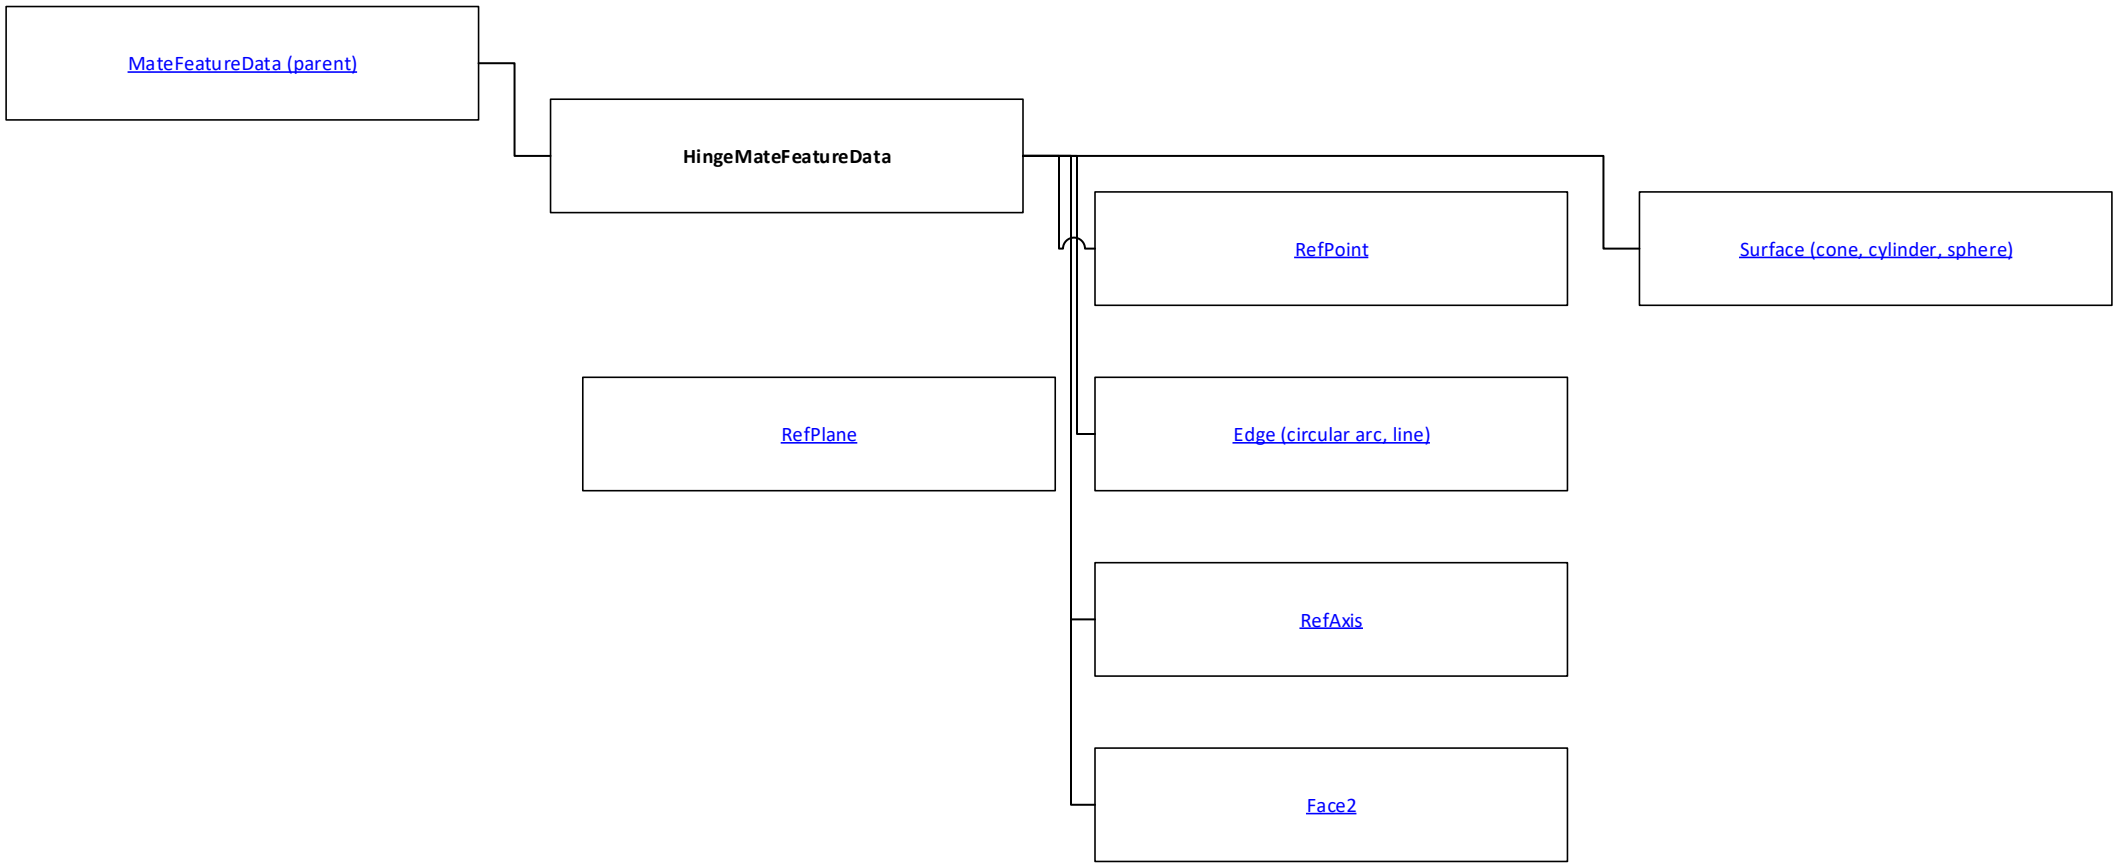 MateFeatureData (parent)
HingeMateFeatureData
RefPoint
Surface (cone, cylinder, sphere)
RefPlane
Edge (circular arc, line)
RefAxis
Face2